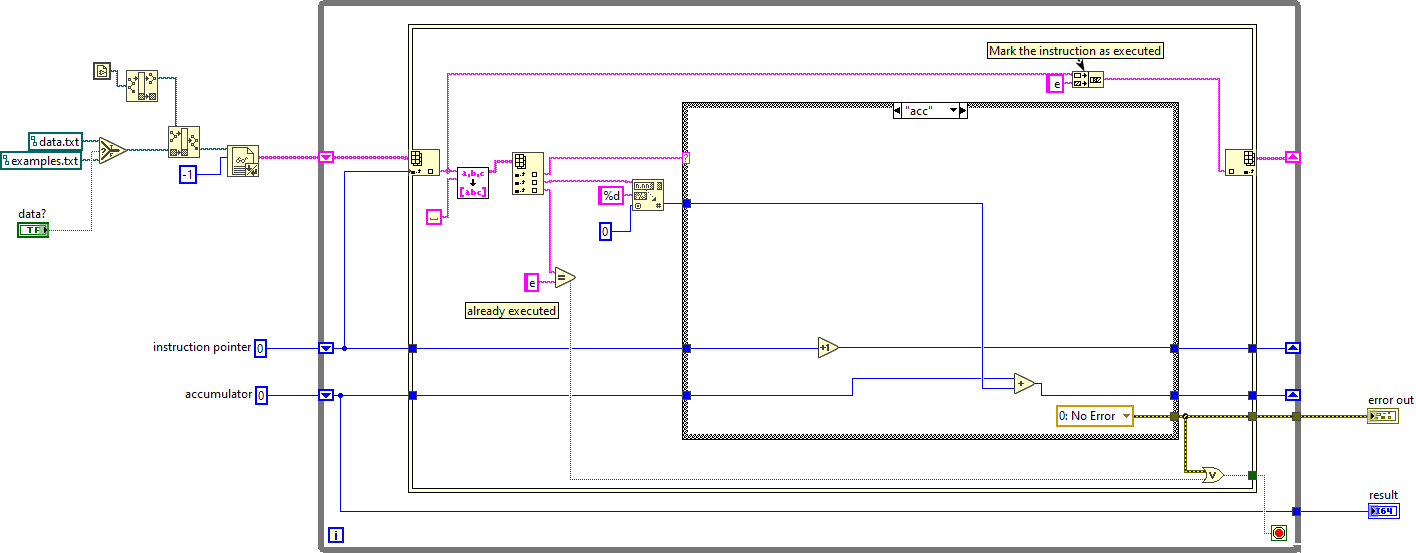 Mark the instruction as executed
e
"acc"
data.txt
examples.txt
-1
a,b,c
[abc]
%d
0
data?
TF
e
=
already executed
instruction pointer
0
+1
accumulator
0
+
0: No Error
error out
V
result
I64
i